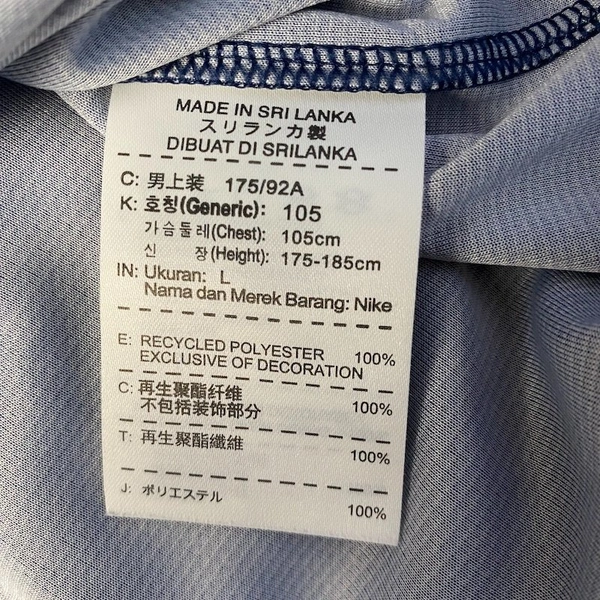 MADE IN SRI LANKA
スリランカ製
DIBUAT DI SRILANKA
C: 男上装 175/92A
K: 호칭(Generic): 105
가슴둘레(Chest): 105cm
신 장(Height): 175-185cm
IN: Ukuran: L
Nama dan Merek Barang: Nike
E: RECYCLED POLYESTER 100%
EXCLUSIVE OF DECORATION
C: 再生聚酯纤维
不包括装饰部分 100%
T: 再生聚酯纖維 100%
J: ポリエステル 100%